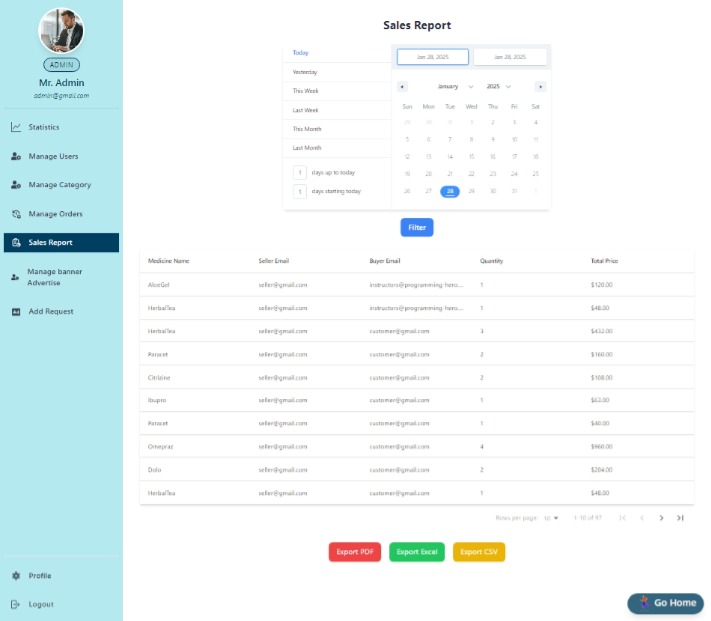 ADMIN
Mr. Admin
admin@gmail.com
Statistics
Manage Users
Manage Category
Manage Orders
Sales Report
Manage banner
Advertise
Add Request
Profile
Logout
Sales Report
Today
Yesterday
This Week
Last Week
This Month
Last Month
1 days up to today
1 days starting today
Jan 28, 2025 Jan 28, 2025
January 2025
Sun Mon Tue Wed Thu Fri Sat
29 30 31 1 2 3 4
5 6 7 8 9 10 11
12 13 14 15 16 17 18
19 20 21 22 23 24 25
26 27 28 29 30 31 1
Filter
Medicine Name Seller Email Buyer Email Quantity Total Price
AloeGel seller@gmail.com instructors@programming-hero... 1 $120.00
HerbalTea seller@gmail.com instructors@programming-hero... 1 $48.00
HerbalTea seller@gmail.com customer@gmail.com 3 $432.00
Paracet seller@gmail.com customer@gmail.com 2 $160.00
Citrizine seller@gmail.com customer@gmail.com 2 $108.00
Ibupro seller@gmail.com customer@gmail.com 1 $63.00
Paracet seller@gmail.com customer@gmail.com 1 $40.00
Omepraz seller@gmail.com customer@gmail.com 4 $960.00
Dolo seller@gmail.com customer@gmail.com 2 $204.00
HerbalTea seller@gmail.com customer@gmail.com 1 $48.00
Rows per page: 10 1-10 of 97
Export PDF Export Excel Export CSV
Go Home